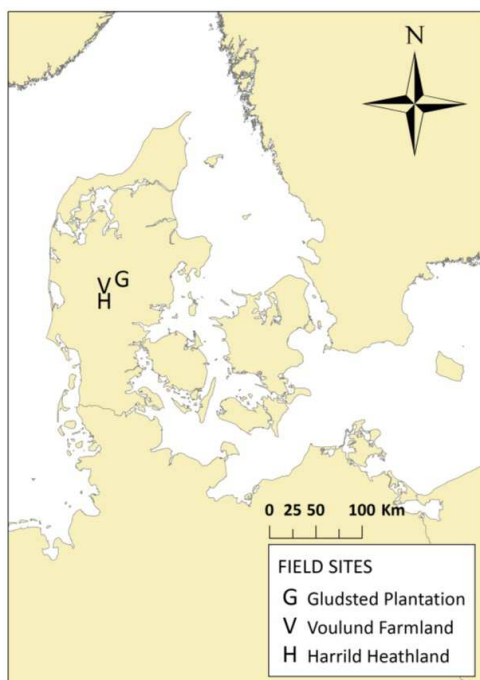 N
G
V
H
0 25 50 100 Km
FIELD SITES
G Gludsted Plantation
V Voulund Farmland
H Harrild Heathland